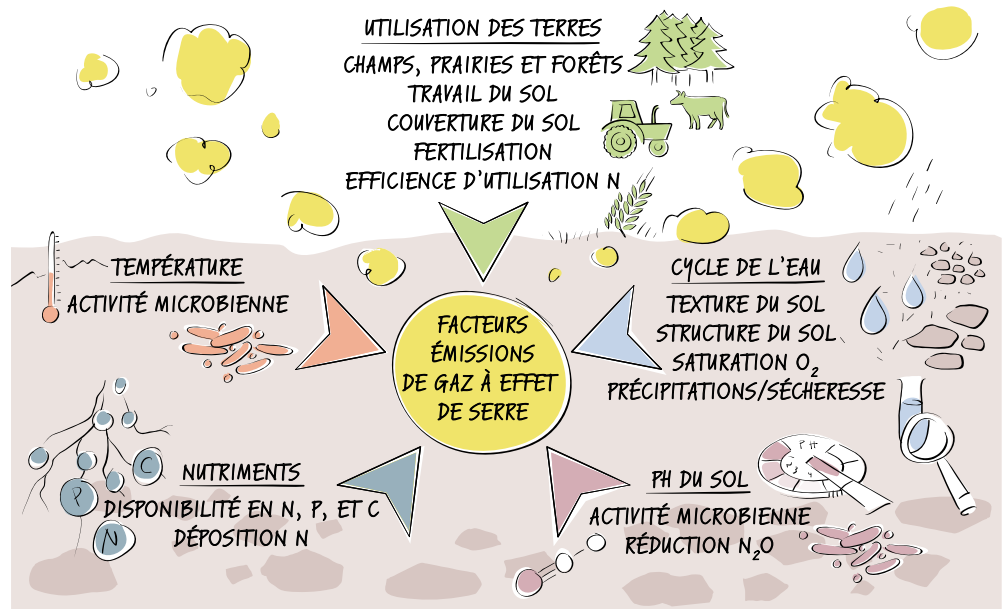 UTILISATION DES TERRES
CHAMPS, PRAIRIES ET FORÊTS
TRAVAIL DU SOL
COUVERTURE DU SOL
FERTILISATION
EFFICIENCE D'UTILISATION N
TEMPÉRATURE
ACTIVITÉ MICROBIENNE
CYCLE DE L'EAU
TEXTURE DU SOL
STRUCTURE DU SOL
SATURATION O₂
PRÉCIPITATIONS/SÉCHERESSE
FACTEURS
ÉMISSIONS
DE GAZ À EFFET
DE SERRE
NUTRIMENTS
DISPONIBILITÉ EN N, P, ET C
DÉPOSITION N
C
P
N
PH DU SOL
ACTIVITÉ MICROBIENNE
RÉDUCTION N₂O
PH